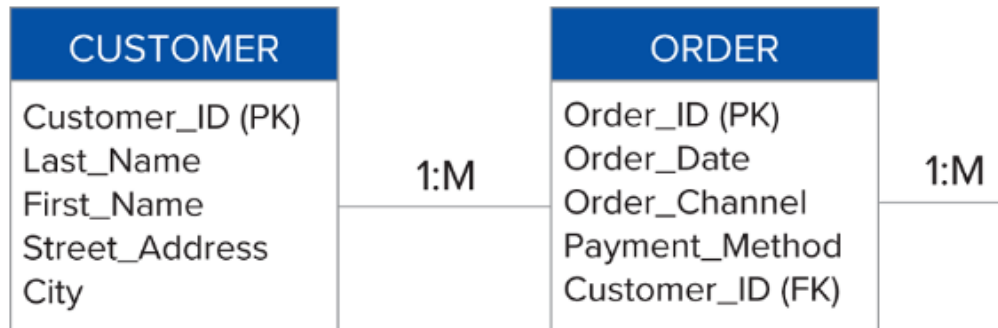 CUSTOMER
Customer_ID (PK)
Last_Name
First_Name
Street_Address
City
1:M
ORDER
Order_ID (PK)
Order_Date
Order_Channel
Payment_Method
Customer_ID (FK)
1:M